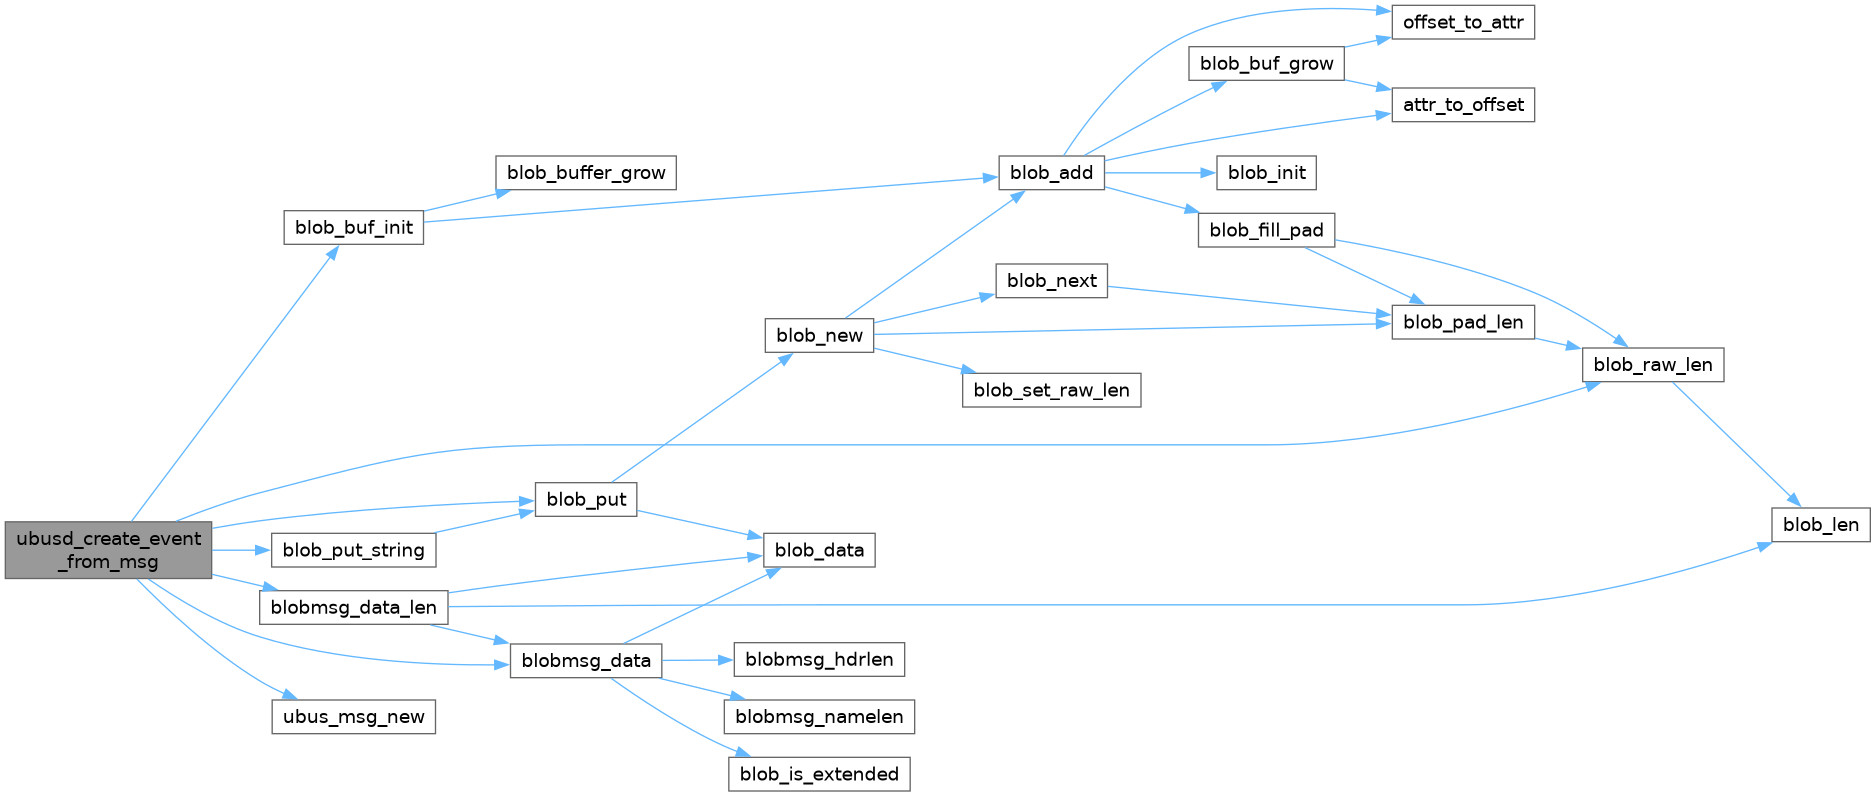 offset_to_attr
blob_buf_grow
attr_to_offset
blob_buffer_grow
blob_add
blob_init
blob_buf_init
blob_fill_pad
blob_next
blob_pad_len
blob_new
blob_raw_len
blob_set_raw_len
blob_put
blob_len
ubusd_create_event
_from_msg
blob_put_string
blob_data
blobmsg_data_len
blobmsg_data
blobmsg_hdrlen
ubus_msg_new
blobmsg_namelen
blob_is_extended